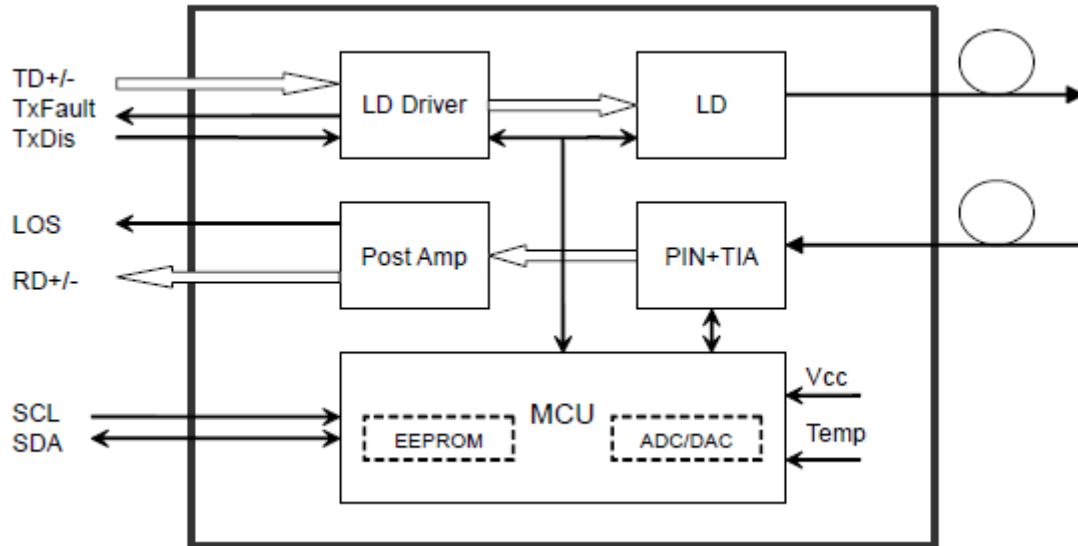 TD+/-
TxFault
TxDis
LD Driver
LD
LOS
RD+/-
Post Amp
PIN+TIA
SCL
SDA
MCU
EEPROM
ADC/DAC
Vcc
Temp